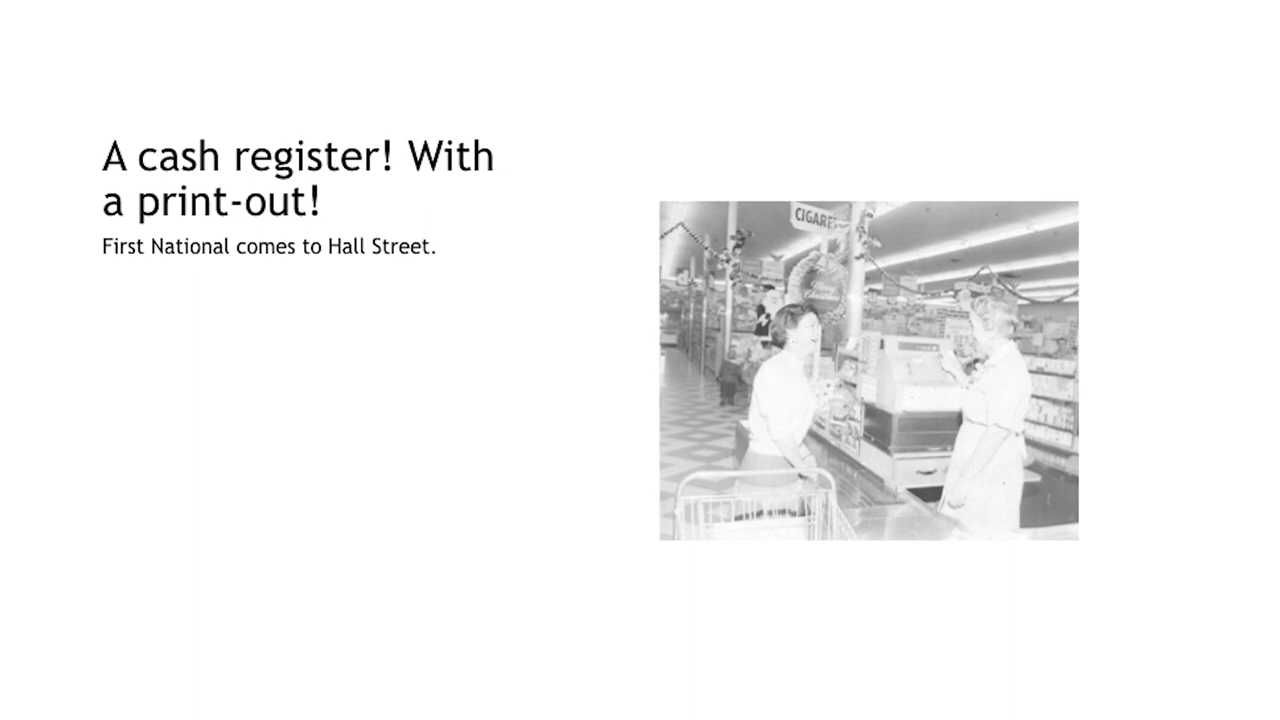 A cash register! With
a print-out!
First National comes to Hall Street.